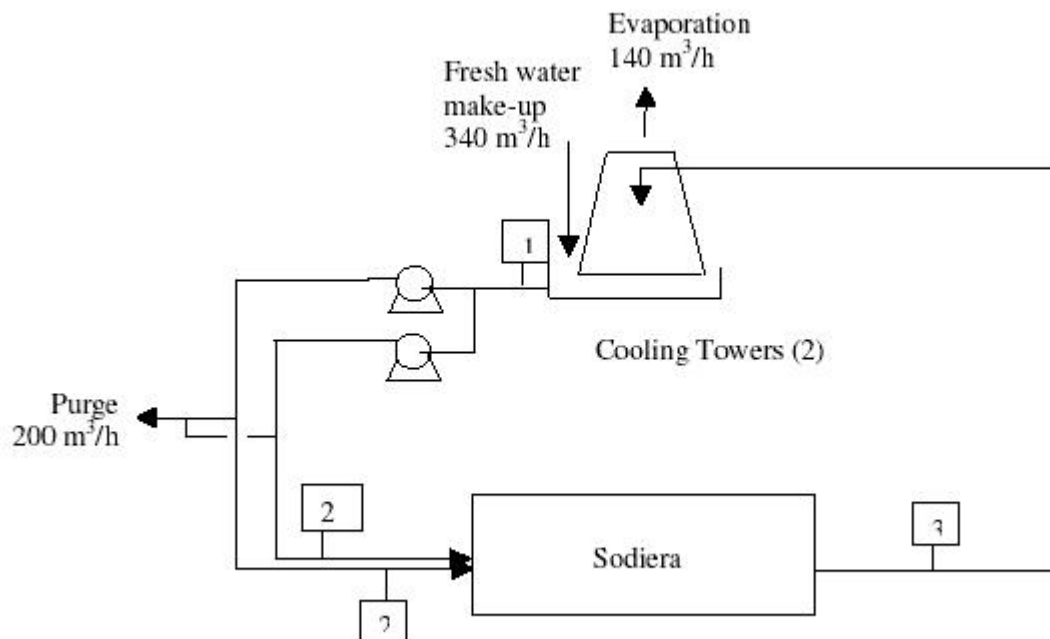 Evaporation
140 m³/h
Fresh water
make-up
340 m³/h
1
Cooling Towers (2)
Purge
200 m³/h
2
Sodiera
3
2